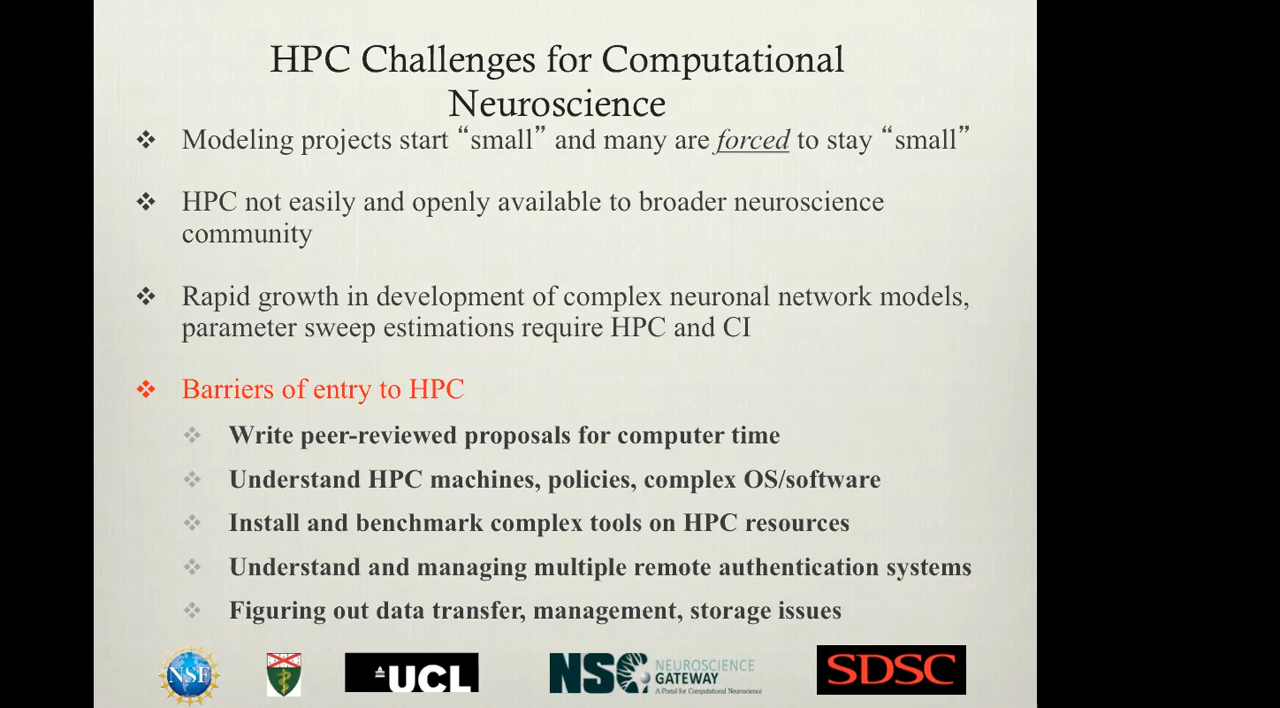 HPC Challenges for Computational
Neuroscience
❖ Modeling projects start “small” and many are forced to stay “small”
❖ HPC not easily and openly available to broader neuroscience
community
❖ Rapid growth in development of complex neuronal network models,
parameter sweep estimations require HPC and CI
❖ Barriers of entry to HPC
❖ Write peer-reviewed proposals for computer time
❖ Understand HPC machines, policies, complex OS/software
❖ Install and benchmark complex tools on HPC resources
❖ Understand and managing multiple remote authentication systems
❖ Figuring out data transfer, management, storage issues
NSF
UCL
NSG
NEUROSCIENCE
GATEWAY
A Portal for Computational Neuroscience
SDSC